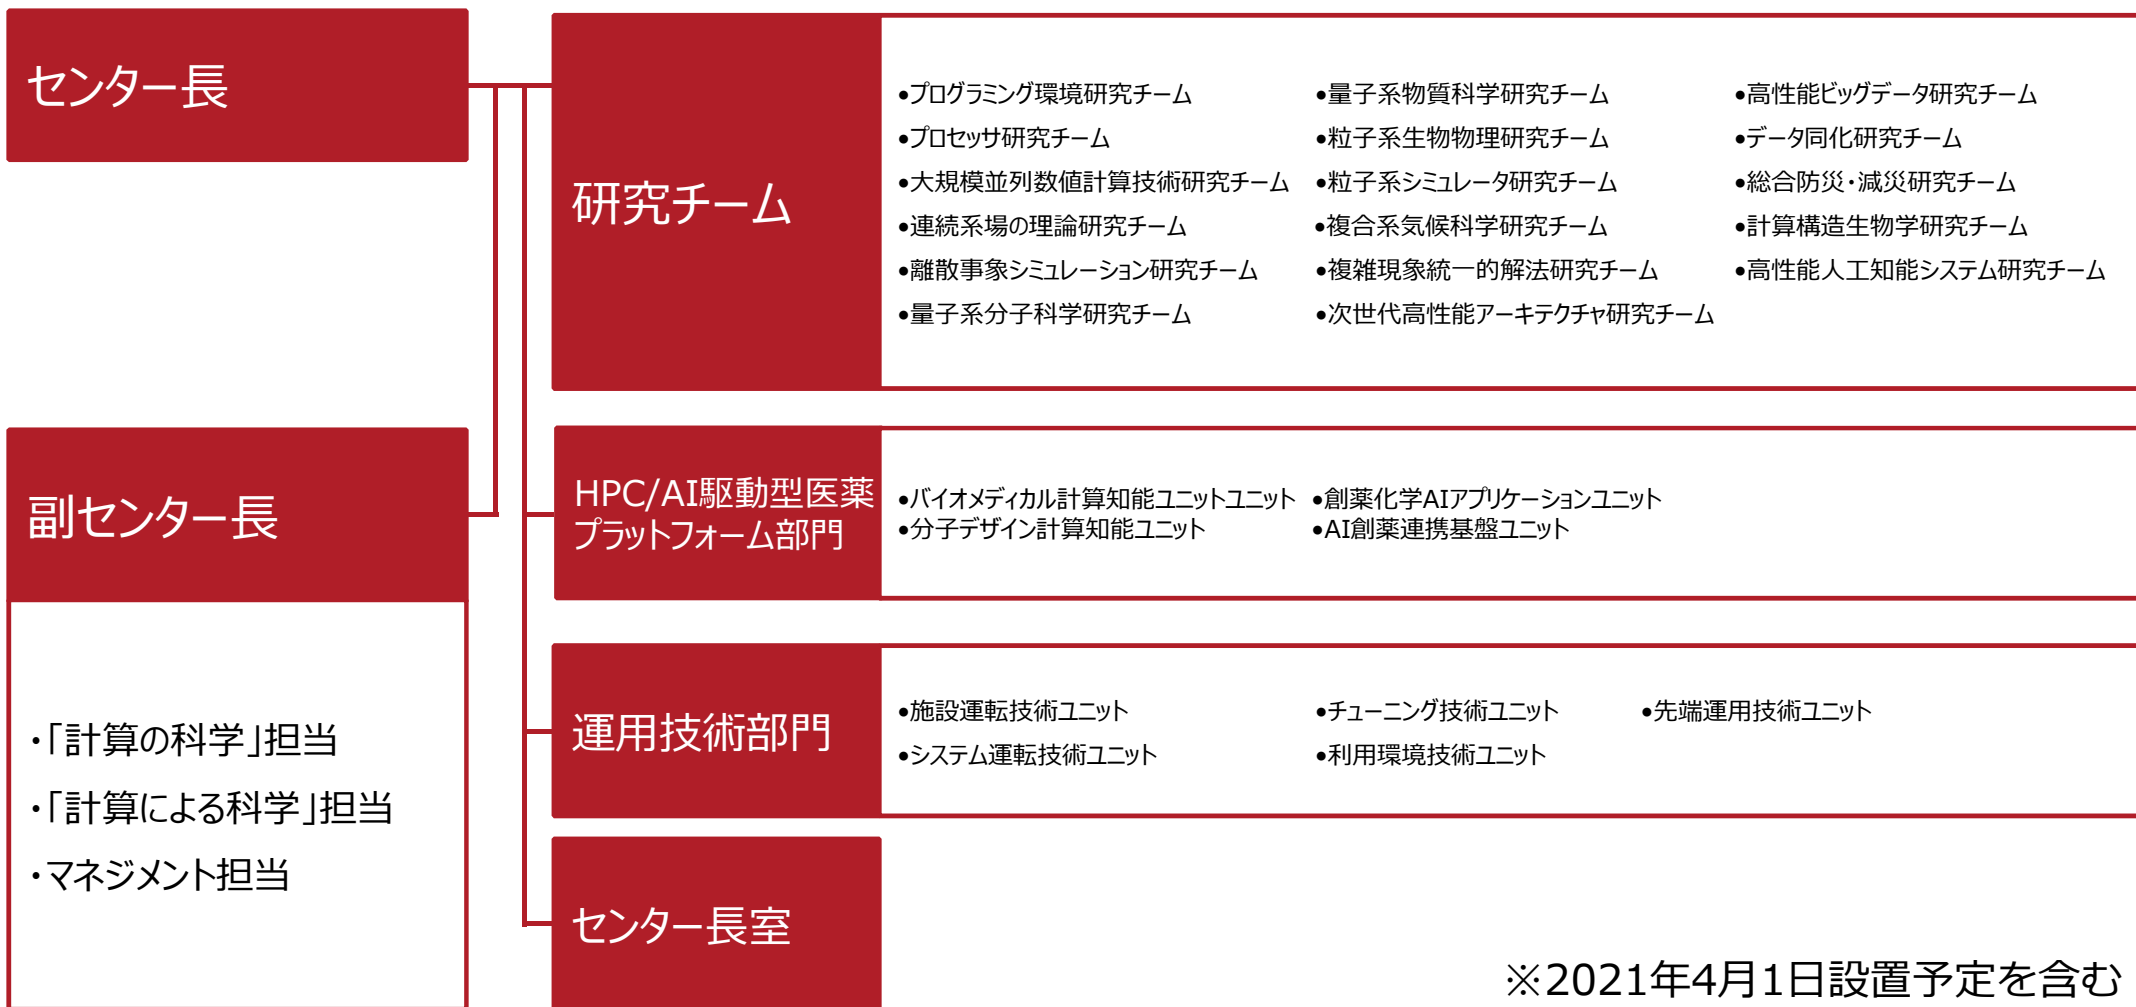 センター長
副センター長
・「計算の科学」担当
・「計算による科学」担当
・マネジメント担当
研究チーム
•プログラミング環境研究チーム
•プロセッサ研究チーム
•大規模並列数値計算技術研究チーム
•連続系場の理論研究チーム
•離散事象シミュレーション研究チーム
•量子系分子科学研究チーム
•量子系物質科学研究チーム
•粒子系生物物理研究チーム
•粒子系シミュレータ研究チーム
•複合系気候科学研究チーム
•複雑現象統一的解法研究チーム
•次世代高性能アーキテクチャ研究チーム
•高性能ビッグデータ研究チーム
•データ同化研究チーム
•総合防災・減災研究チーム
•計算構造生物学研究チーム
•高性能人工知能システム研究チーム
HPC/AI駆動型医薬
プラットフォーム部門
•バイオメディカル計算知能ユニットユニット
•分子デザイン計算知能ユニット
•創薬化学AIアプリケーションユニット
•AI創薬連携基盤ユニット
運用技術部門
•施設運転技術ユニット
•システム運転技術ユニット
•チューニング技術ユニット
•利用環境技術ユニット
•先端運用技術ユニット
センター長室
※2021年4月1日設置予定を含む